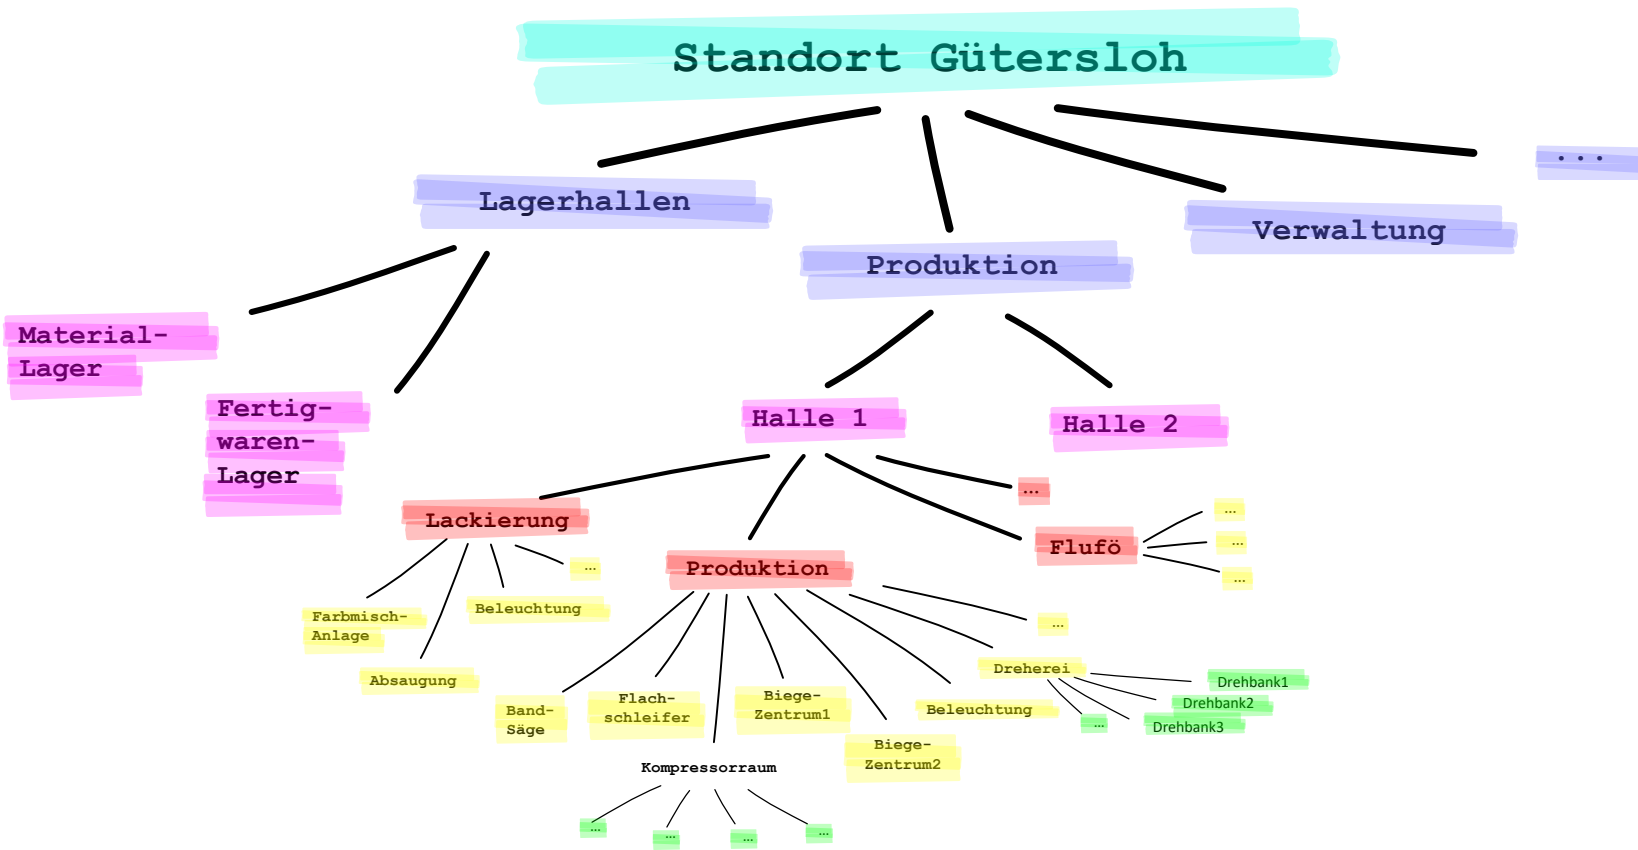 Standort Gütersloh
...
Lagerhallen
Verwaltung
Produktion
Material-
Lager
Fertig-
waren-
Lager
Halle 1
Halle 2
...
Lackierung
Flufö
...
...
...
Produktion
...
Farbmisch-
Anlage
Beleuchtung
Absaugung
...
Dreherei
Drehbank1
Drehbank2
Drehbank3
...
Band-
Säge
Flach-
schleifer
Biege-
Zentrum1
Beleuchtung
Biege-
Zentrum2
Kompressorraum
...
...
...
...